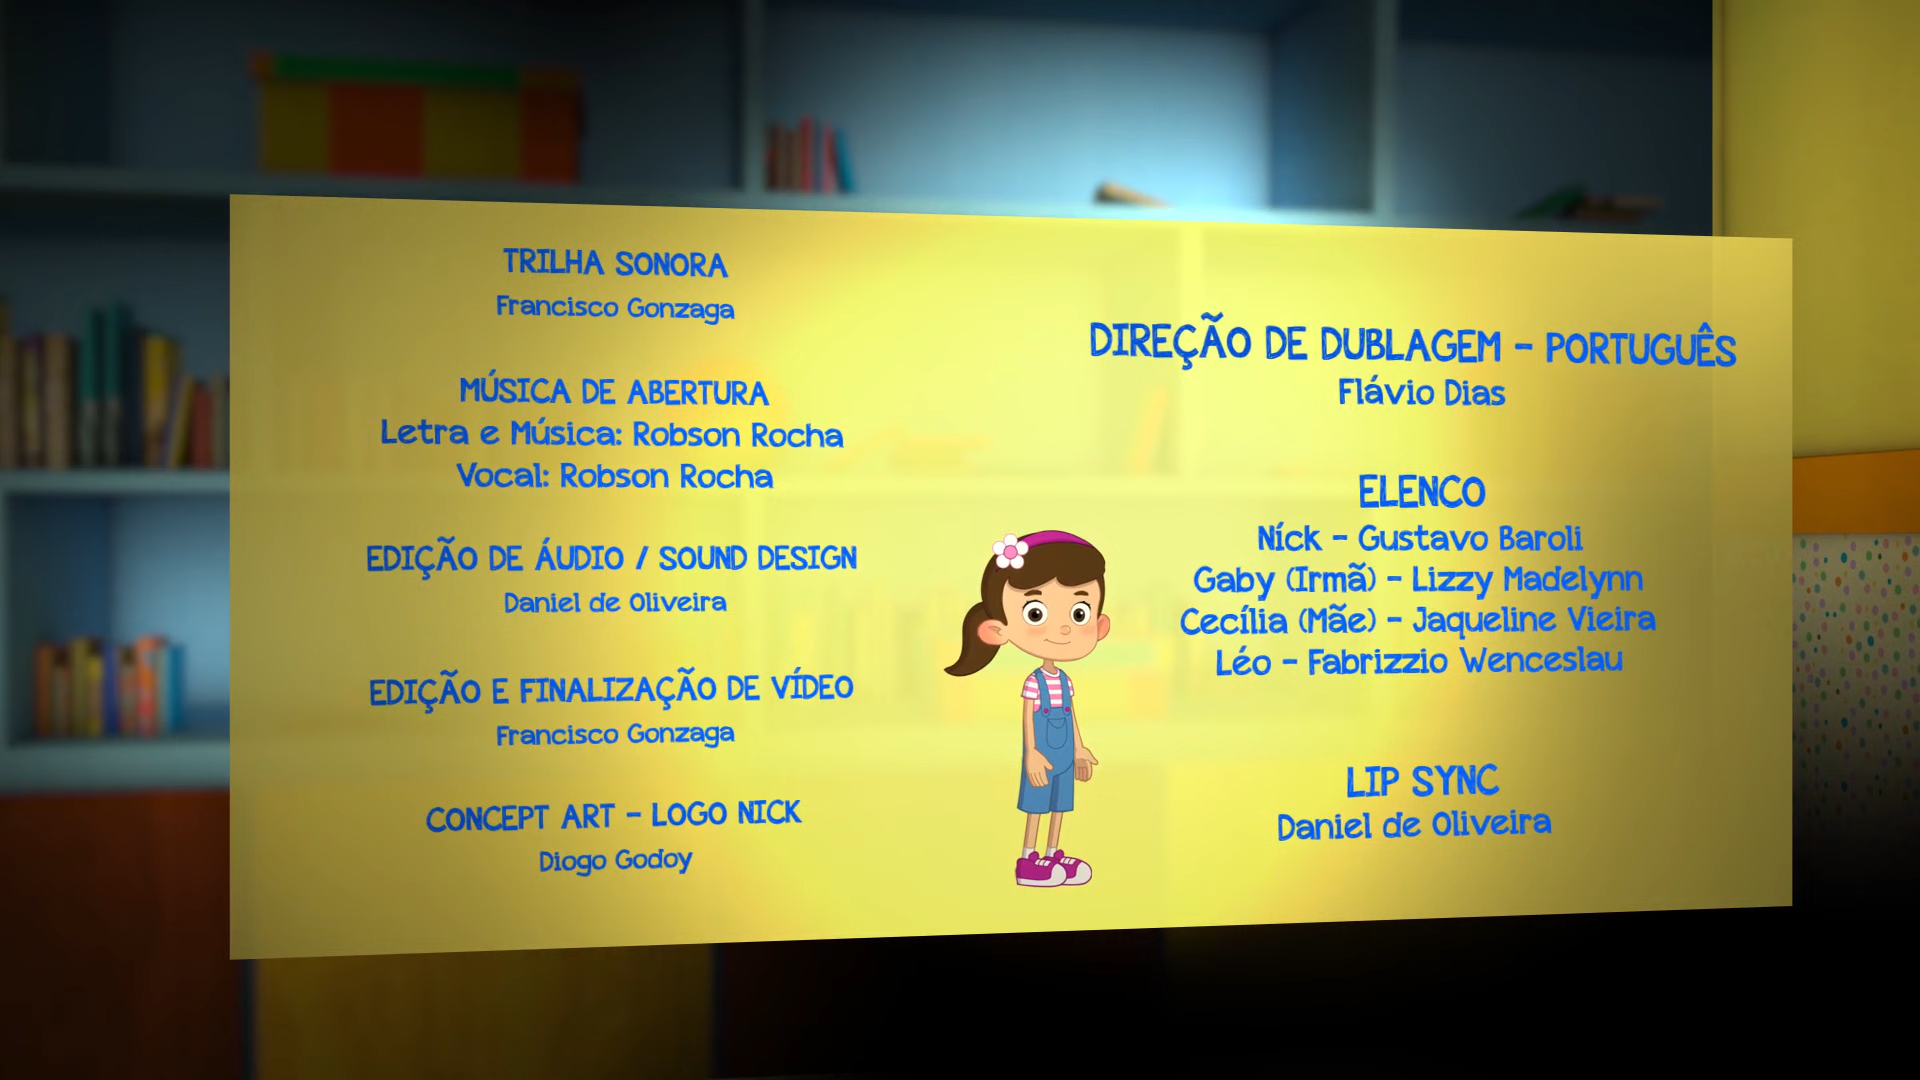 TRILHA SONORA
Francisco Gonzaga
MÚSICA DE ABERTURA
Letra e Música: Robson Rocha
Vocal: Robson Rocha
EDIÇÃO DE ÁUDIO / SOUND DESIGN
Daniel de Oliveira
EDIÇÃO E FINALIZAÇÃO DE VÍDEO
Francisco Gonzaga
CONCEPT ART - LOGO NICK
Diogo Godoy
DIREÇÃO DE DUBLAGEM - PORTUGUÊS
Flávio Dias
ELENCO
Níck - Gustavo Baroli
Gaby (Irmã) - Lizzy Madelynn
Cecília (Mãe) - Jaqueline Vieira
Léo - Fabrizzio Wenceslau
LIP SYNC
Daniel de Oliveira